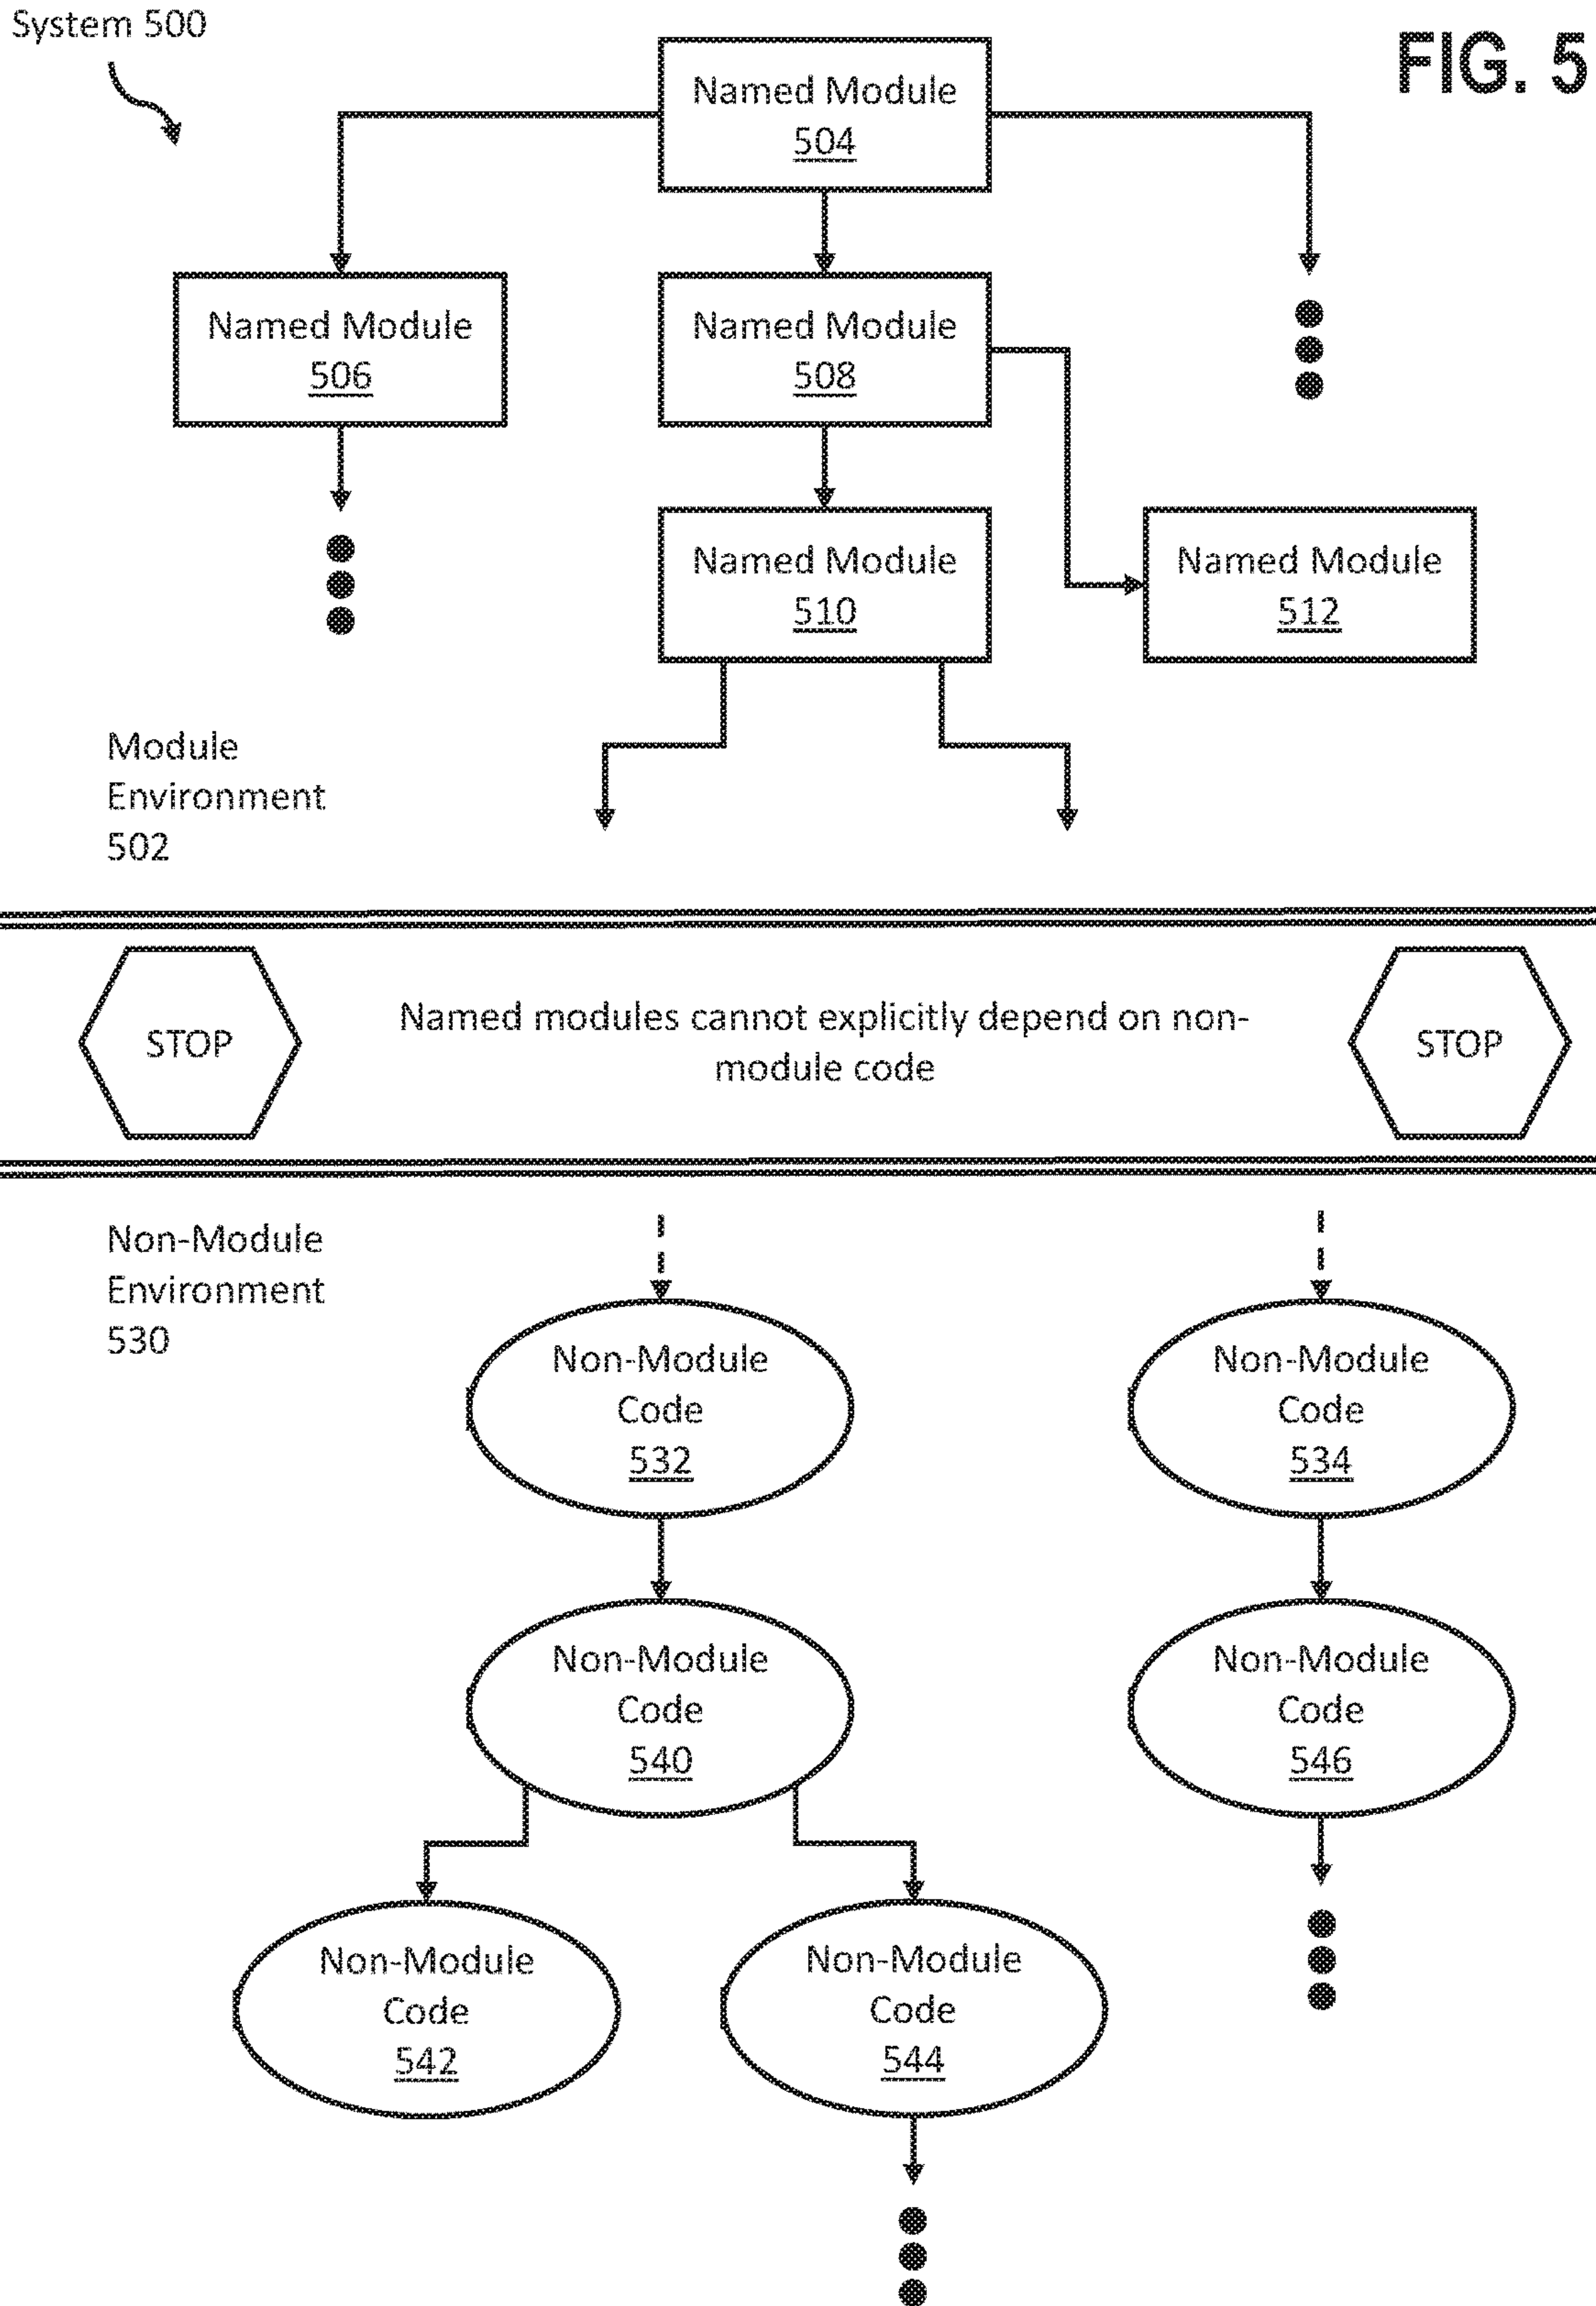 System 500
FIG. 5
Named Module
504
Named Module
506
Named Module
508
Named Module
510
Named Module
512
Module
Environment
502
STOP
Named modules cannot explicitly depend on non-
module code
STOP
Non-Module
Environment
530
Non-Module
Code
532
Non-Module
Code
534
Non-Module
Code
540
Non-Module
Code
546
Non-Module
Code
542
Non-Module
Code
544